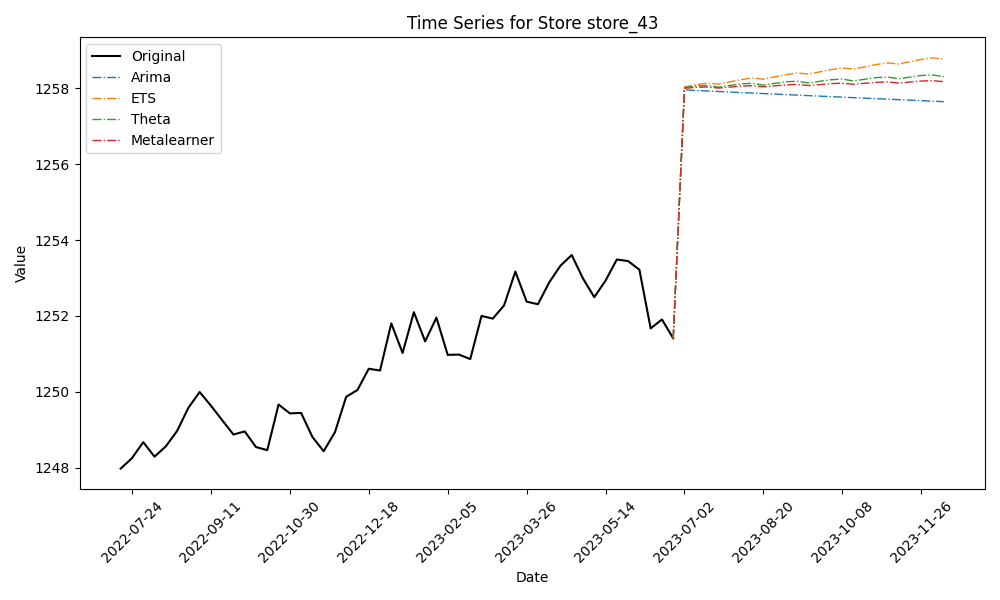 Time Series for Store store_43
Original
Arima
ETS
Theta
Metalearner
Value
1258
1256
1254
1252
1250
1248
2022-07-24
2022-09-11
2022-10-30
2022-12-18
2023-02-05
2023-03-26
2023-05-14
2023-07-02
2023-08-20
2023-10-08
2023-11-26
Date